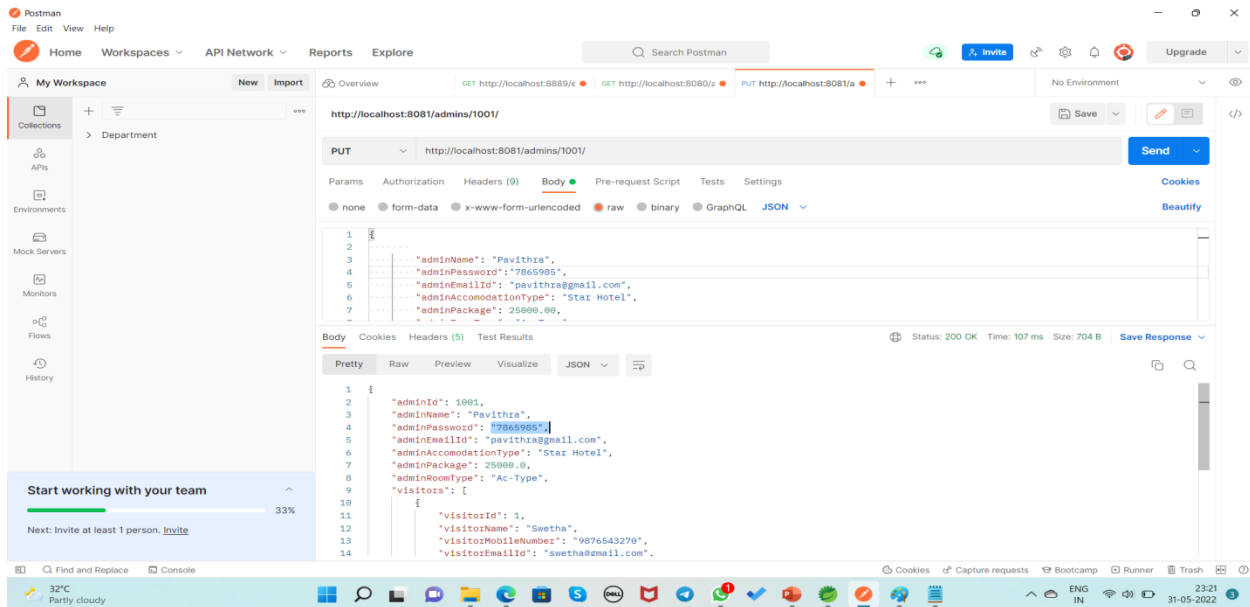 Postman
File Edit View Help
Home Workspaces API Network Reports Explore Search Postman Invite Upgrade
My Workspace New Import Overview GET http://localhost:8889/e GET http://localhost:8080/a PUT http://localhost:8081/a + ooo No Environment
Collections
APIs
Environments
Mock Servers
Monitors
Flows
History
+ ooo
> Department
http://localhost:8081/admins/1001/ Save
PUT http://localhost:8081/admins/1001/ Send
Params Authorization Headers (9) Body Pre-request Script Tests Settings Cookies
none form-data x-www-form-urlencoded raw binary GraphQL JSON Beautify
1 {
2
3 "adminName": "Pavithra",
4 "adminPassword":"7865985",
5 "adminEmailId": "pavithra@gmail.com",
6 "adminAccomodationType": "Star Hotel",
7 "adminPackage": 25000.00,
Body Cookies Headers (5) Test Results Status: 200 OK Time: 107 ms Size: 704 B Save Response
Pretty Raw Preview Visualize JSON
1 {
2 "adminId": 1001,
3 "adminName": "Pavithra",
4 "adminPassword": "7865985",
5 "adminEmailId": "pavithra@gmail.com",
6 "adminAccomodationType": "Star Hotel",
7 "adminPackage": 25000.0,
8 "adminRoomType": "Ac-Type",
9 "visitors": [
10 {
11 "visitorId": 1,
12 "visitorName": "Swetha",
13 "visitorMobileNumber": "9876543270",
14 "visitorEmailId": "swetha@gmail.com",
Start working with your team
33%
Next: Invite at least 1 person. Invite
Find and Replace Console Cookies Capture requests Bootcamp Runner Trash
32°C
Partly cloudy
DELL
ENG
IN
23:21
31-05-2022
3